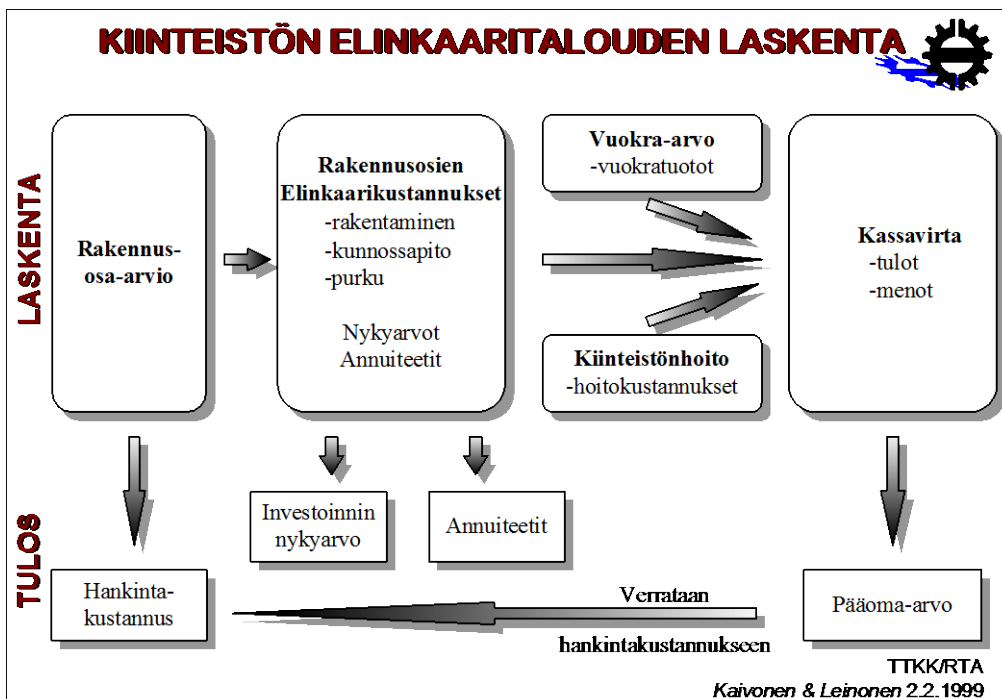 KIINTEISTÖN ELINKAARITALOUDEN LASKENTA
LASKENTA
Rakennus-
osa-arvio
Rakennusosien
Elinkaarikustannukset
-rakentaminen
-kunnossapito
-purku
Nykyarvot
Annuiteetit
Vuokra-arvo
-vuokratuotot
Kiinteistönhoito
-hoitokustannukset
Kassavirta
-tulot
-menot
TULOS
Hankinta-
kustannus
Investoinnin
nykyarvo
Annuiteetit
Verrataan
hankintakustannukseen
Pääoma-arvo
TTKK/RTA
Kaivonen & Leinonen 2.2.1999